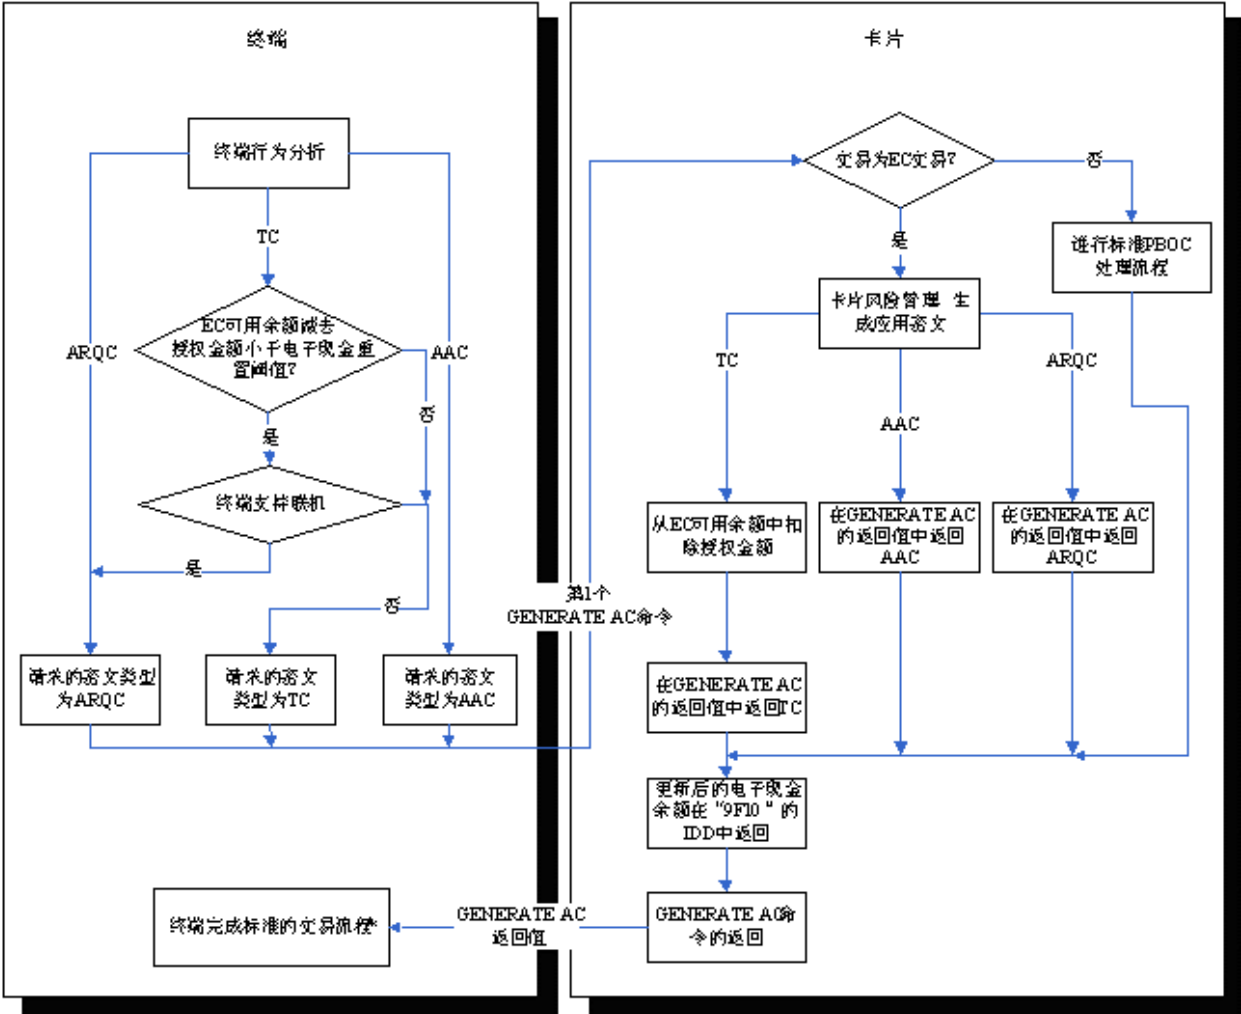 终端
卡片
终端行为分析
TC
ARQC
AAC
EC可用余额减去
授权金额小于电子现金重
置阈值?
否
是
终端支持联机
是
否
请求的密文类型
为ARQC
请求的密文
类型为TC
请求的密文
类型为AAC
第1个
GENERATE AC命令
交易为EC交易?
否
是
进行标准PBOC
处理流程
卡片风险管理 生
成应用密文
TC
AAC
ARQC
从EC可用余额中扣
除授权金额
在GENERATE AC
的返回值中返回
AAC
在GENERATE AC
的返回值中返回
ARQC
在GENERATE AC
的返回值中返回TC
更新后的电子现金
余额在“9F10”的
IDD中返回
GENERATE AC命
令的返回
GENERATE AC
返回值
终端完成标准的交易流程*